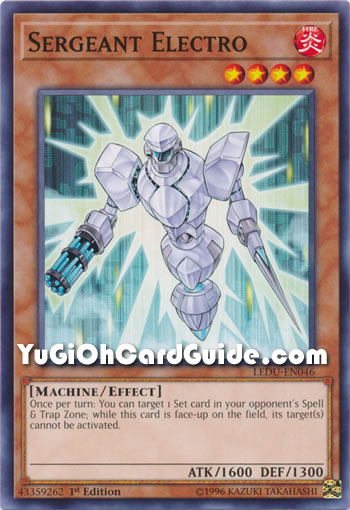 SERGEANT ELECTRO
FIRE
炎
YuGiOhCardGuide.com
LEDU-EN046
[MACHINE/EFFECT]
Once per turn: You can target 1 Set card in your opponent's Spell
& Trap Zone; while this card is face-up on the field, its target(s)
cannot be activated.
ATK/1600 DEF/1300
43359262 1st Edition ©1996 KAZUKI TAKAHASHI